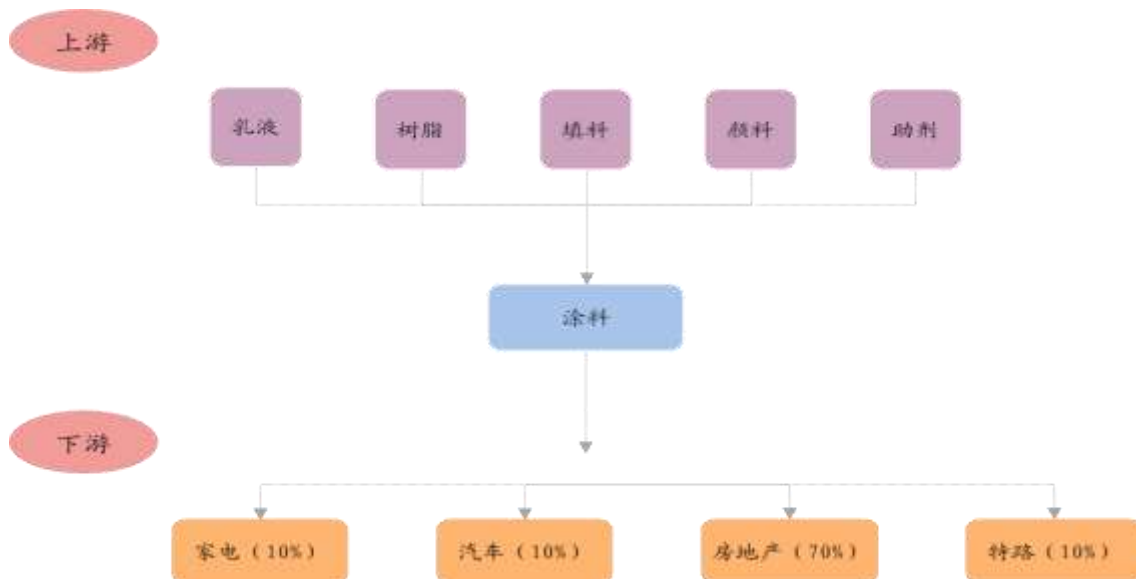 上游
乳液
树脂
填料
颜料
助剂
涂料
下游
家电（10%）
汽车（10%）
房地产（70%）
特路（10%）